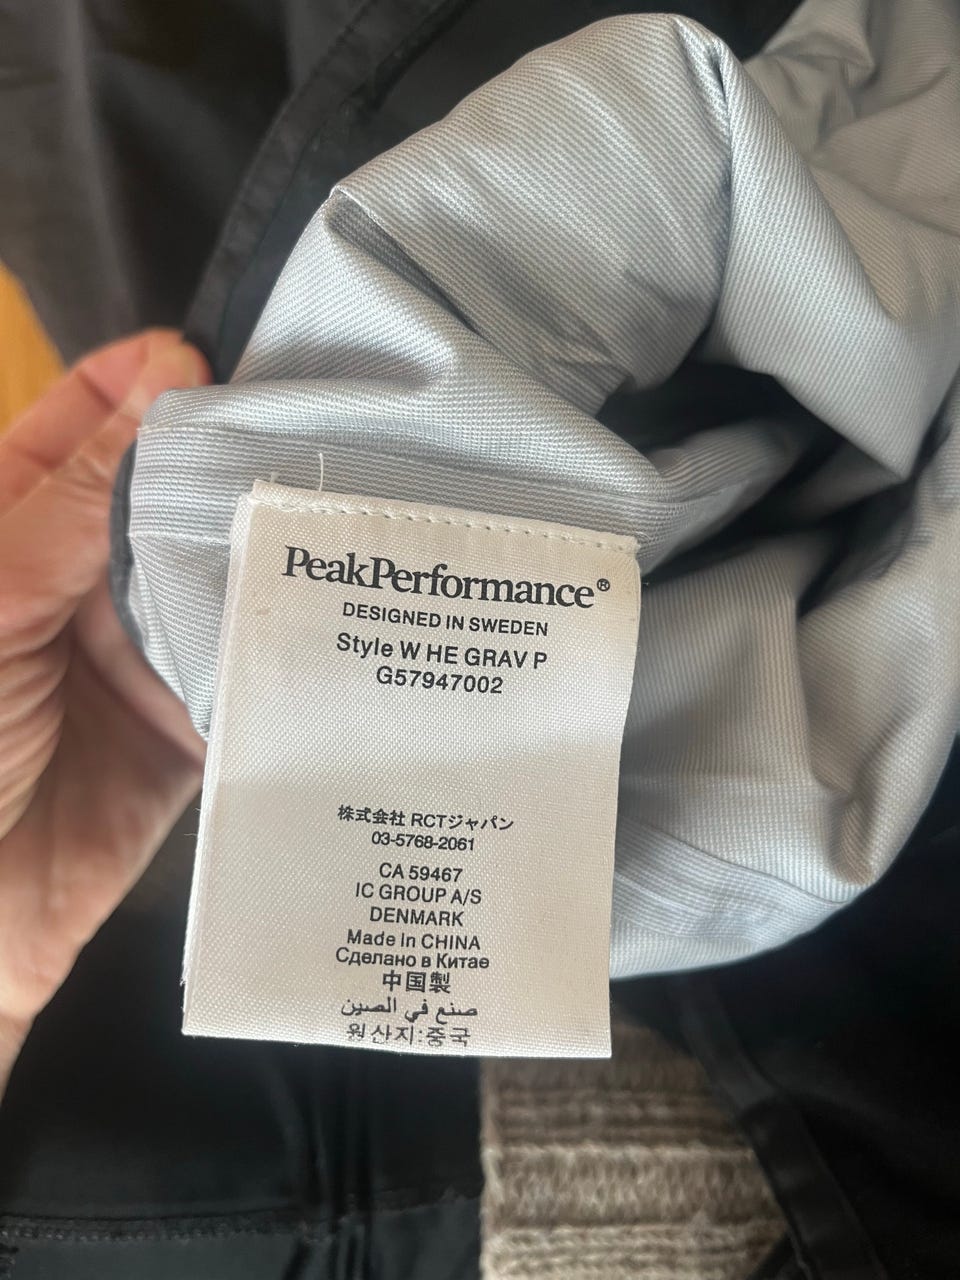 PeakPerformance®
DESIGNED IN SWEDEN
Style W HE GRAV P
G57947002
株式会社 RCTジャパン
03-5768-2061
CA 59467
IC GROUP A/S
DENMARK
Made in CHINA
Сделано в Китае
中国製
صنع في الصين
원산지:중국